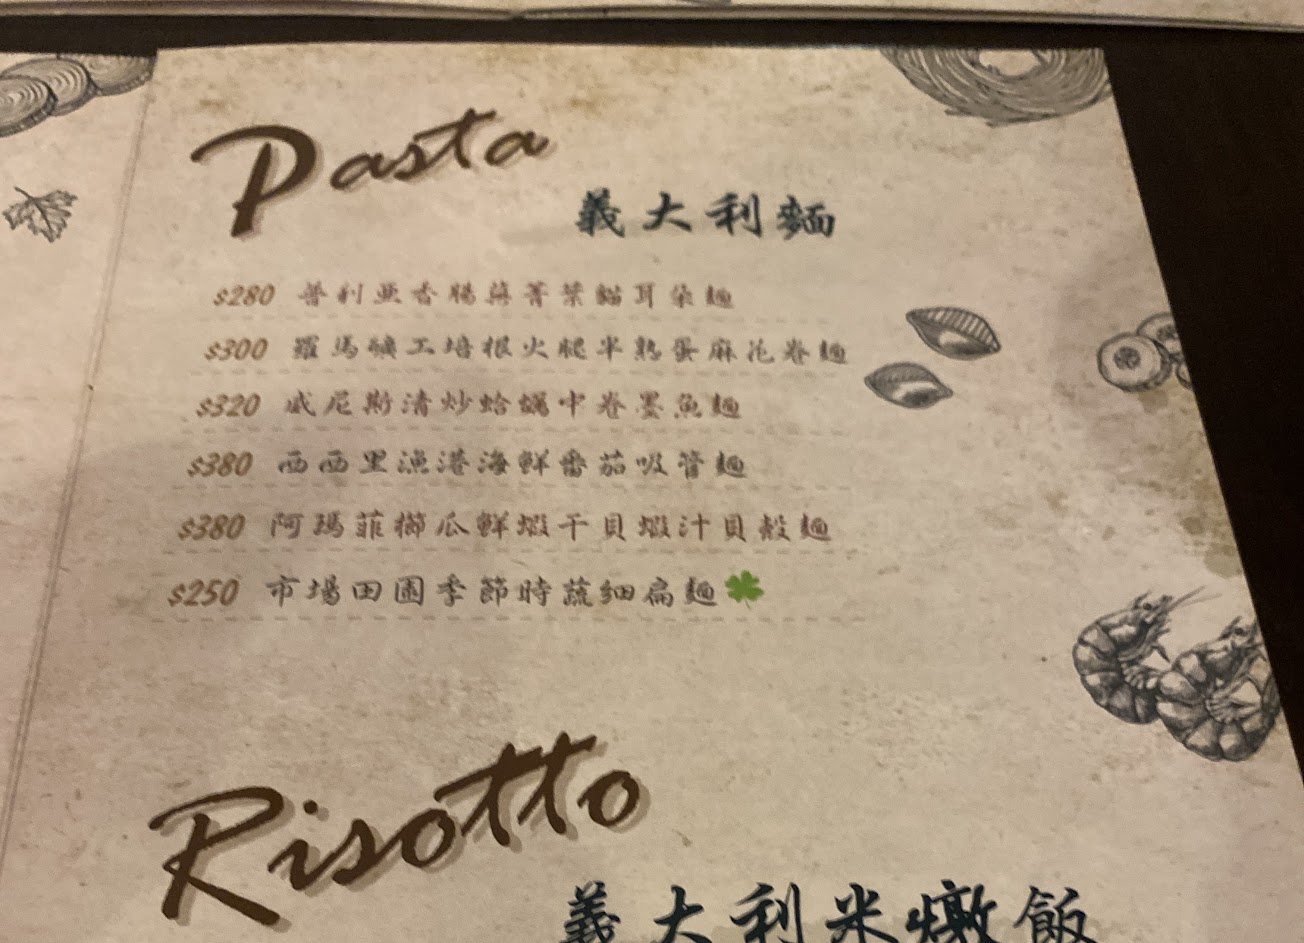 Pasta
義大利麵
$280 普利亞香腸蕪菁葉貓耳朵麵
$300 羅馬礦工培根火腿半熟蛋麻花卷麵
$320 威尼斯清炒蛤蠣中卷墨魚麵
$380 西西里漁港海鮮番茄吸管麵
$380 阿瑪菲櫛瓜鮮蝦干貝蝦汁貝殼麵
$250 市場田園季節時蔬細扁麵
Risotto
義大利米燉飯